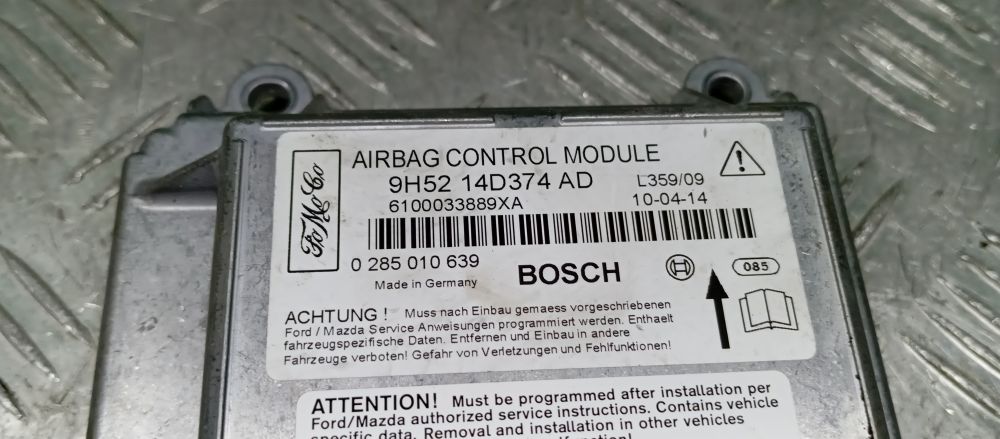 FoMoCo
AIRBAG CONTROL MODULE
9H52 14D374 AD
L359/09
6100033889XA
10-04-14
0 285 010 639
Made in Germany
BOSCH
085
ACHTUNG ! Muss nach Einbau gemaess vorgeschriebenen
Ford / Mazda Service Anweisungen programmiert werden. Enthaelt
fahrzeugspezifische Daten. Entfernen und Einbau in andere
Fahrzeuge verboten! Gefahr von Verletzungen und Fehlfunktionen!
ATTENTION! Must be programmed after installation per
Ford/Mazda authorized service instructions. Contains vehicle
specific data. Removal and installation in other vehicles